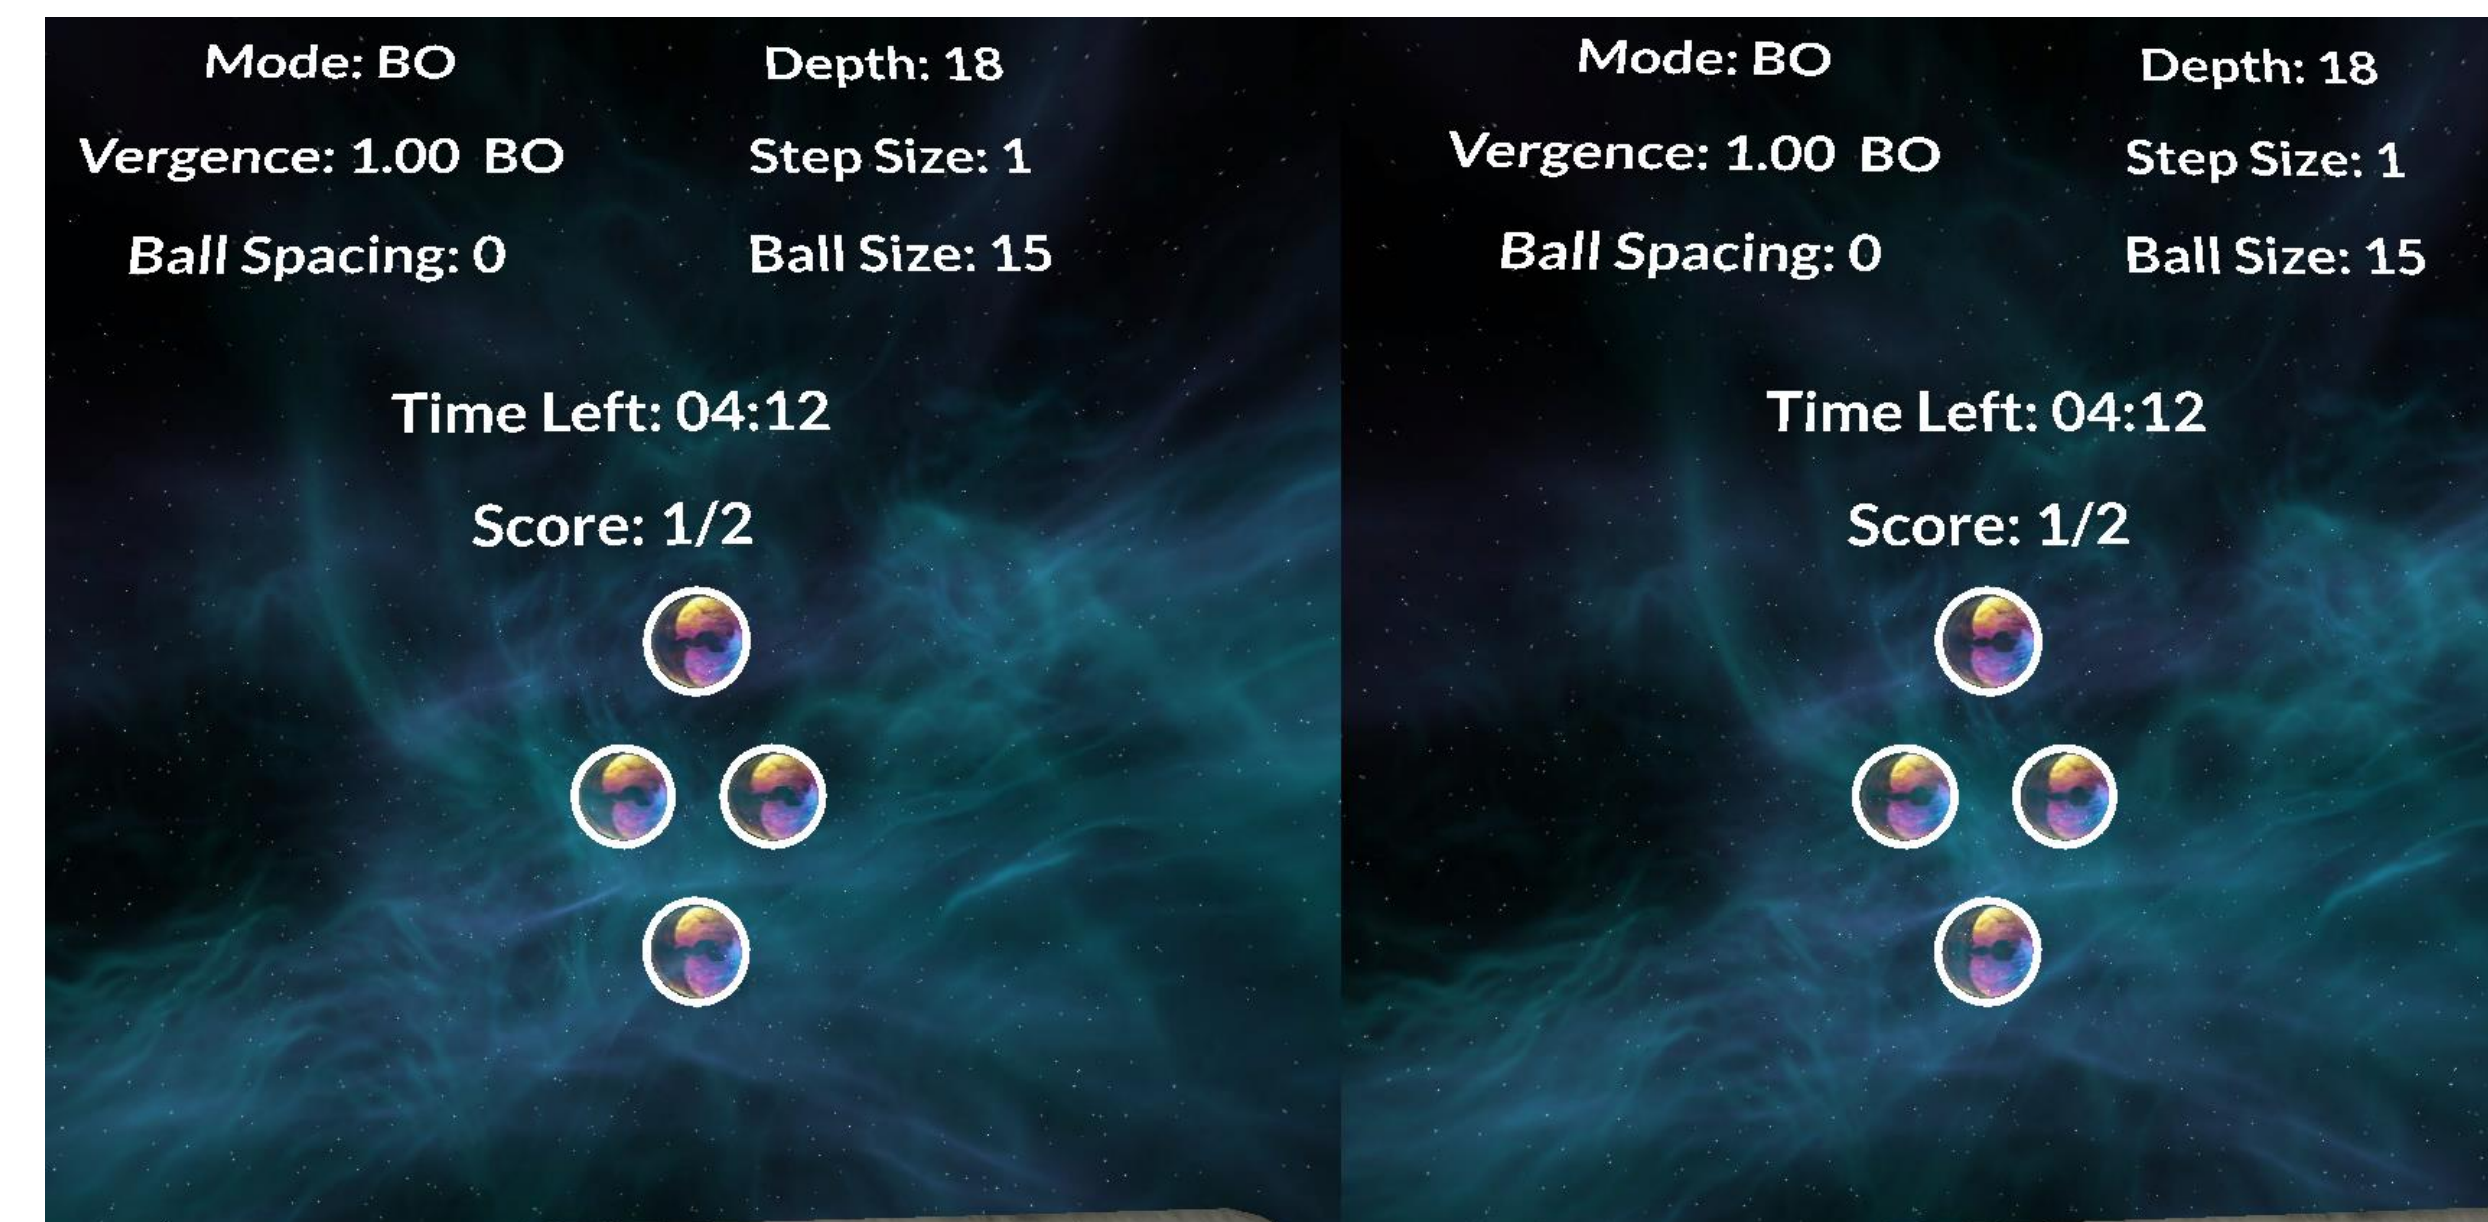 Mode: BO
Depth: 18
Vergence: 1.00 BO
Step Size: 1
Ball Spacing: 0
Ball Size: 15
Time Left: 04:12
Score: 1/2
Mode: BO
Depth: 18
Vergence: 1.00 BO
Step Size: 1
Ball Spacing: 0
Ball Size: 15
Time Left: 04:12
Score: 1/2